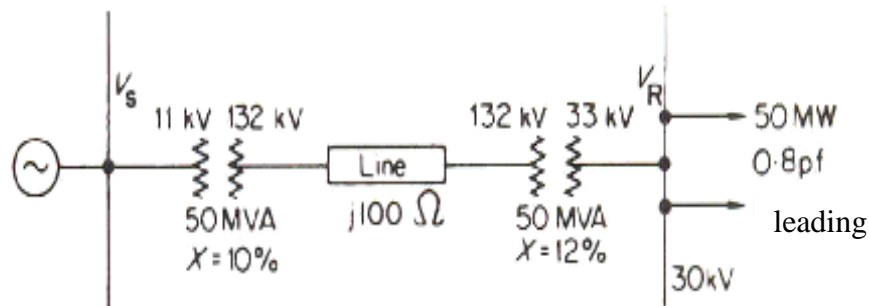 V_s
11 kV 132 kV
Line
j100 Ω
50 MVA
X = 10%
132 kV 33 kV
50 MVA
X = 12%
V_R
50 MW
0·8pf
leading
30kV